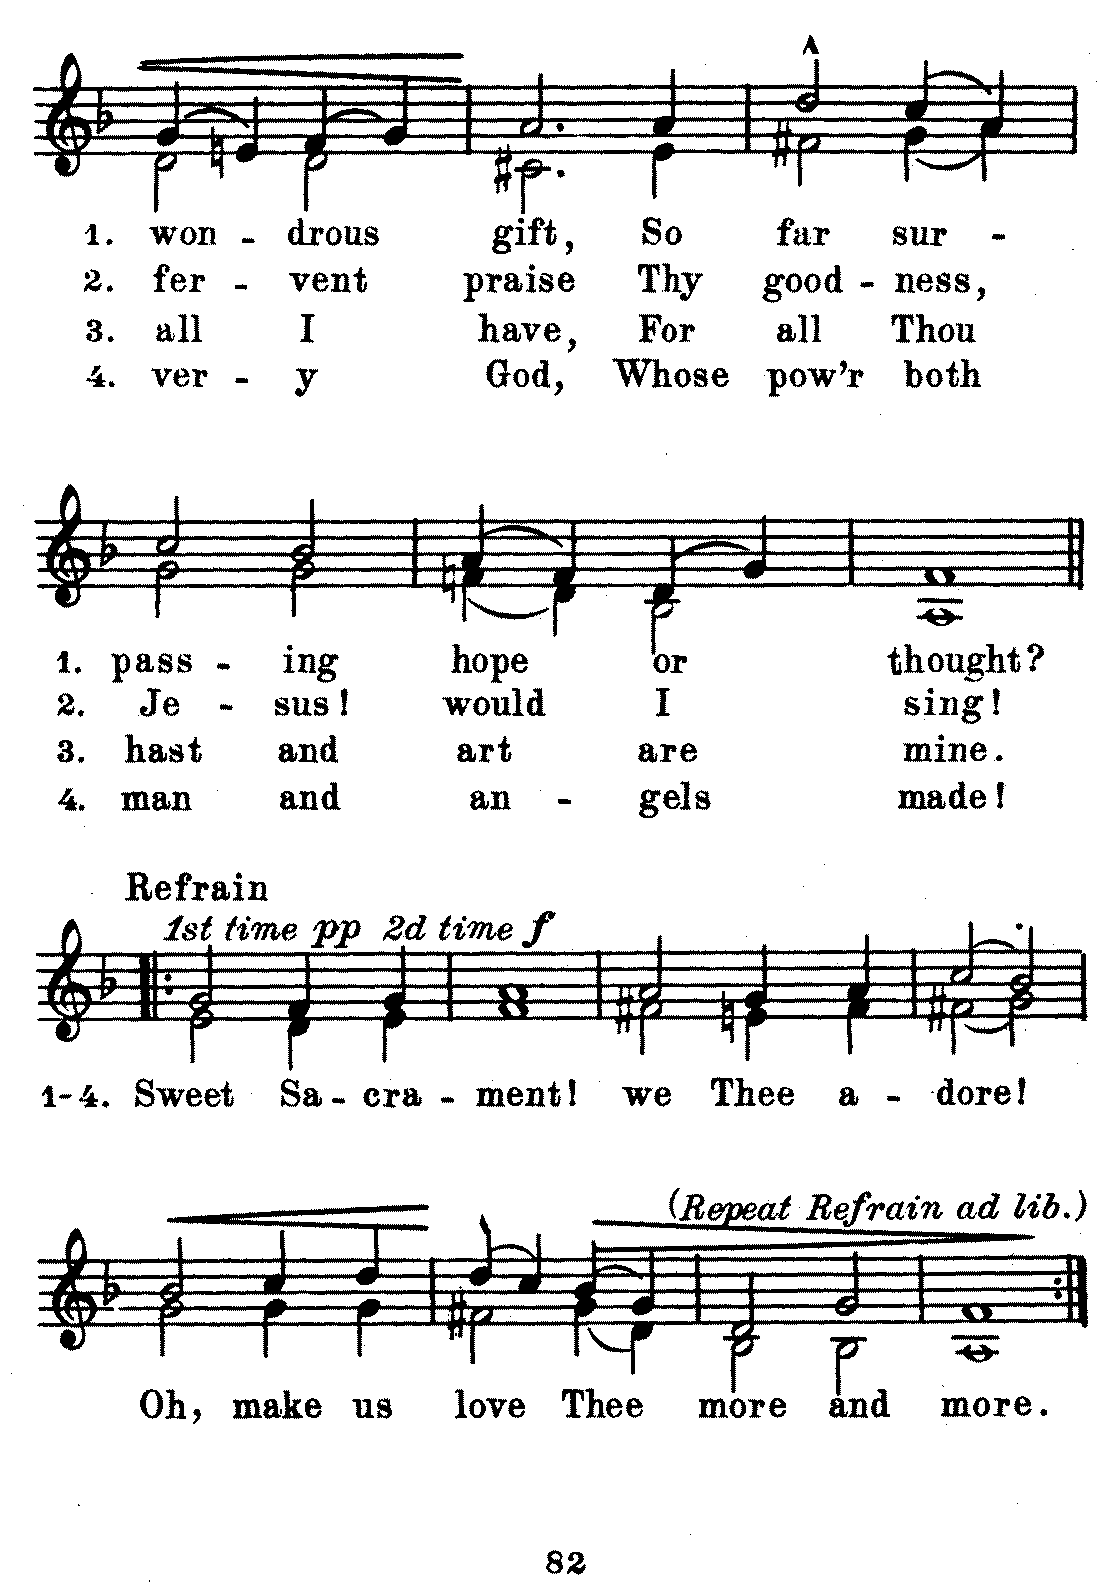 1. won - drous gift, So far sur -
2. fer - vent praise Thy good - ness,
3. all I have, For all Thou
4. ver - y God, Whose pow'r both
1. pass - ing hope or thought?
2. Je - sus! would I sing!
3. hast and art are mine.
4. man and an - gels made!
Refrain
1st time pp 2d time f
1-4. Sweet Sa - cra - ment! we Thee a - dore!
(Repeat Refrain ad lib.)
Oh, make us love Thee more and more.
82